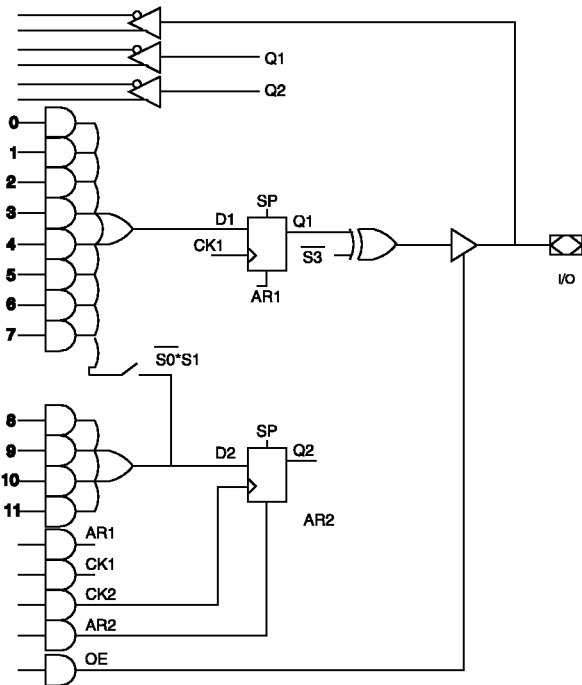 Q1
Q2
0
1
2
3
4
5
6
7
SP
D1
Q1
CK1
S3
AR1
I/O
S0*S1
8
9
10
11
SP
D2
Q2
AR2
AR1
CK1
CK2
AR2
OE